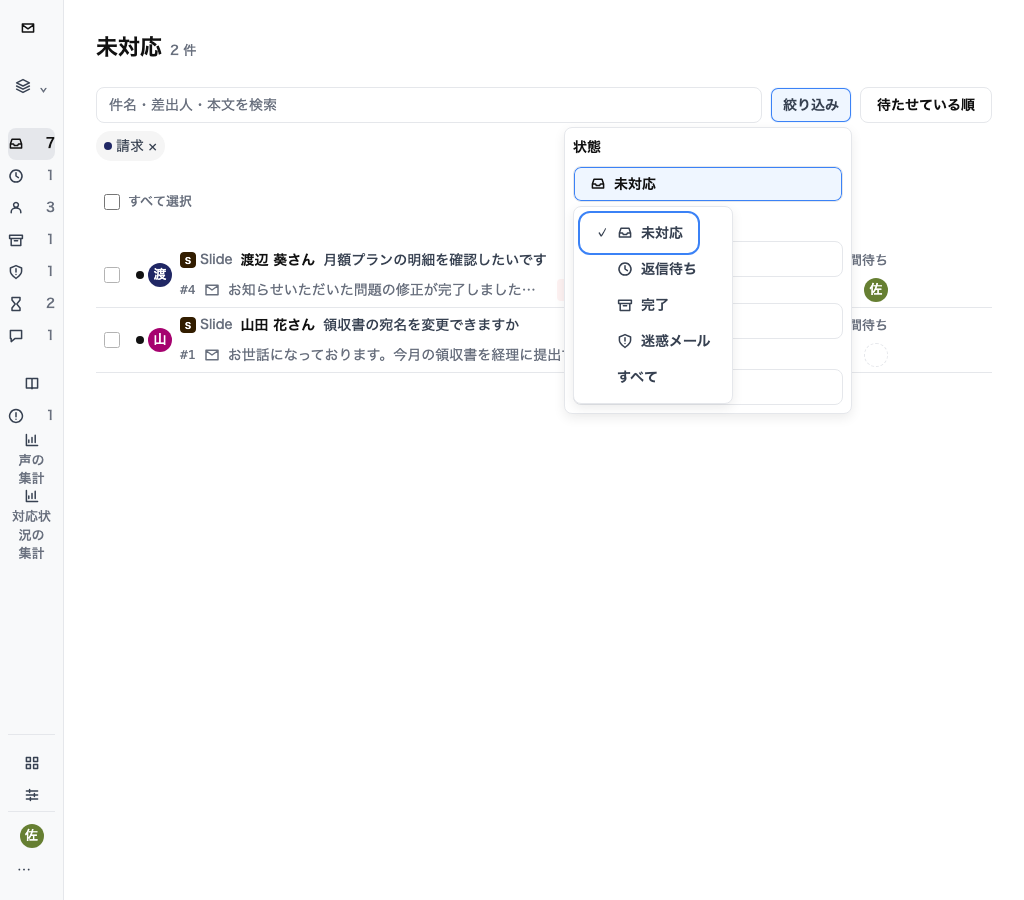 未対応 2 件
件名・差出人・本文を検索
絞り込み
待たせている順
7
1
3
1
1
2
1
1
声の
集計
対応状
況の
集計
佐
…
請求 ×
すべて選択
渡
S Slide 渡辺 葵さん 月額プランの明細を確認したいです
#4 お知らせいただいた問題の修正が完了しました…
間待ち
佐
山
S Slide 山田 花さん 領収書の宛名を変更できますか
#1 お世話になっております。今月の領収書を経理に提出
間待ち
状態
未対応
✓ 未対応
返信待ち
完了
迷惑メール
すべて